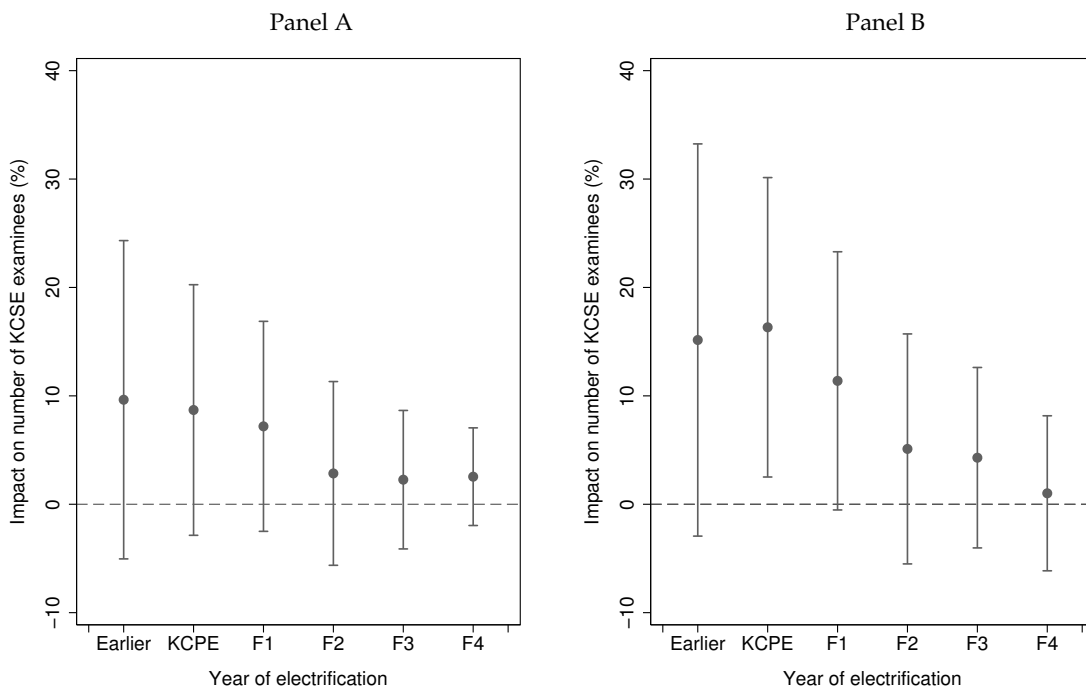 Panel A
Impact on number of KCSE examinees (%)
40
30
20
10
0
−10
Earlier KCPE F1 F2 F3 F4
Year of electrification
Panel B
Impact on number of KCSE examinees (%)
40
30
20
10
0
−10
Earlier KCPE F1 F2 F3 F4
Year of electrification